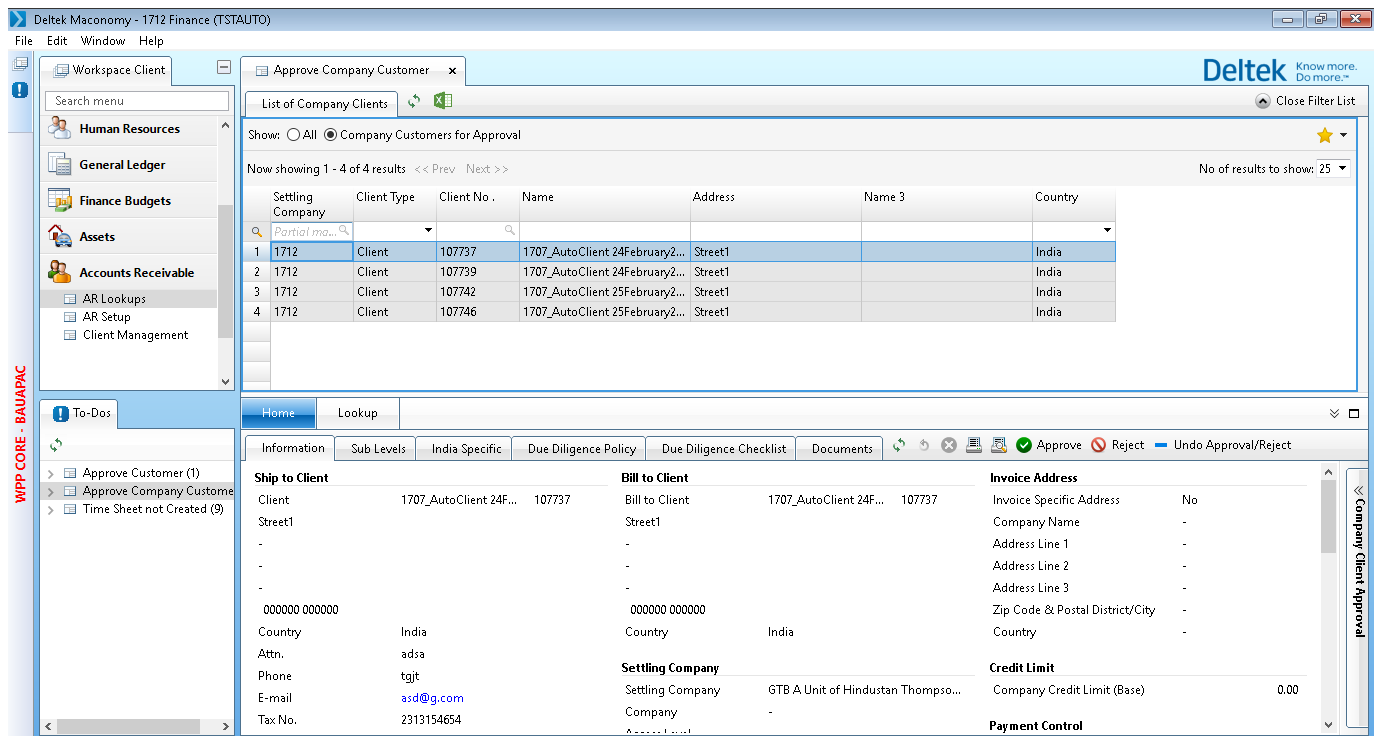 Deltek Maconomy - 1712 Finance (TSTAUTO)
File Edit Window Help
Workspace Client
Search menu
Human Resources
General Ledger
Finance Budgets
Assets
Accounts Receivable
AR Lookups
AR Setup
Client Management
WPP CORE - BAUAPAC
To-Dos
Approve Customer (1)
Approve Company Custome
Time Sheet not Created (9)
Approve Company Customer x
Deltek Know more. Do more.™
List of Company Clients
Close Filter List
Show: All Company Customers for Approval
Now showing 1 - 4 of 4 results << Prev Next >> No of results to show: 25
Settling Company Client Type Client No . Name Address Name 3 Country
Partial ma...
1 1712 Client 107737 1707_AutoClient 24February2... Street1 India
2 1712 Client 107739 1707_AutoClient 24February2... Street1 India
3 1712 Client 107742 1707_AutoClient 25February2... Street1 India
4 1712 Client 107746 1707_AutoClient 25February2... Street1 India
Home Lookup
Information Sub Levels India Specific Due Diligence Policy Due Diligence Checklist Documents Approve Reject Undo Approval/Reject
Ship to Client
Client 1707_AutoClient 24F... 107737
Street1
-
-
-
000000 000000
Country India
Attn. adsa
Phone tgjt
E-mail asd@g.com
Tax No. 2313154654
Bill to Client
Bill to Client 1707_AutoClient 24F... 107737
Street1
-
-
-
000000 000000
Country India
Settling Company
Settling Company GTB A Unit of Hindustan Thompso...
Company -
Invoice Address
Invoice Specific Address No
Company Name -
Address Line 1 -
Address Line 2 -
Address Line 3 -
Zip Code & Postal District/City -
Country -
Credit Limit
Company Credit Limit (Base) 0.00
Payment Control
Company Client Approval